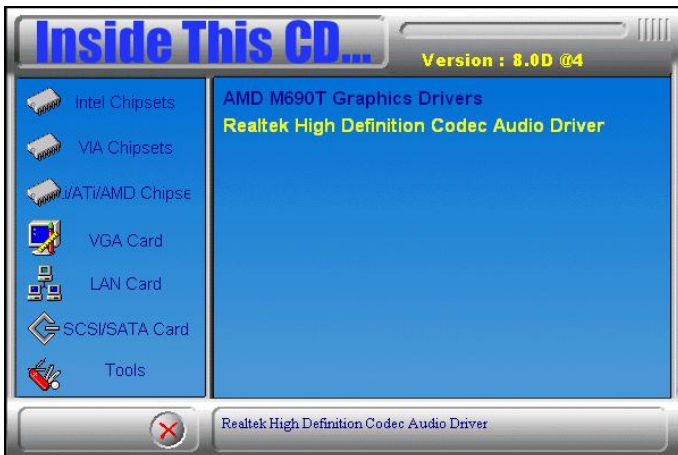 Inside This CD...
Version : 8.0D @4
Intel Chipsets
VIA Chipsets
i/ATi/AMD Chipse
VGA Card
LAN Card
SCSI/SATA Card
Tools
AMD M690T Graphics Drivers
Realtek High Definition Codec Audio Driver
Realtek High Definition Codec Audio Driver